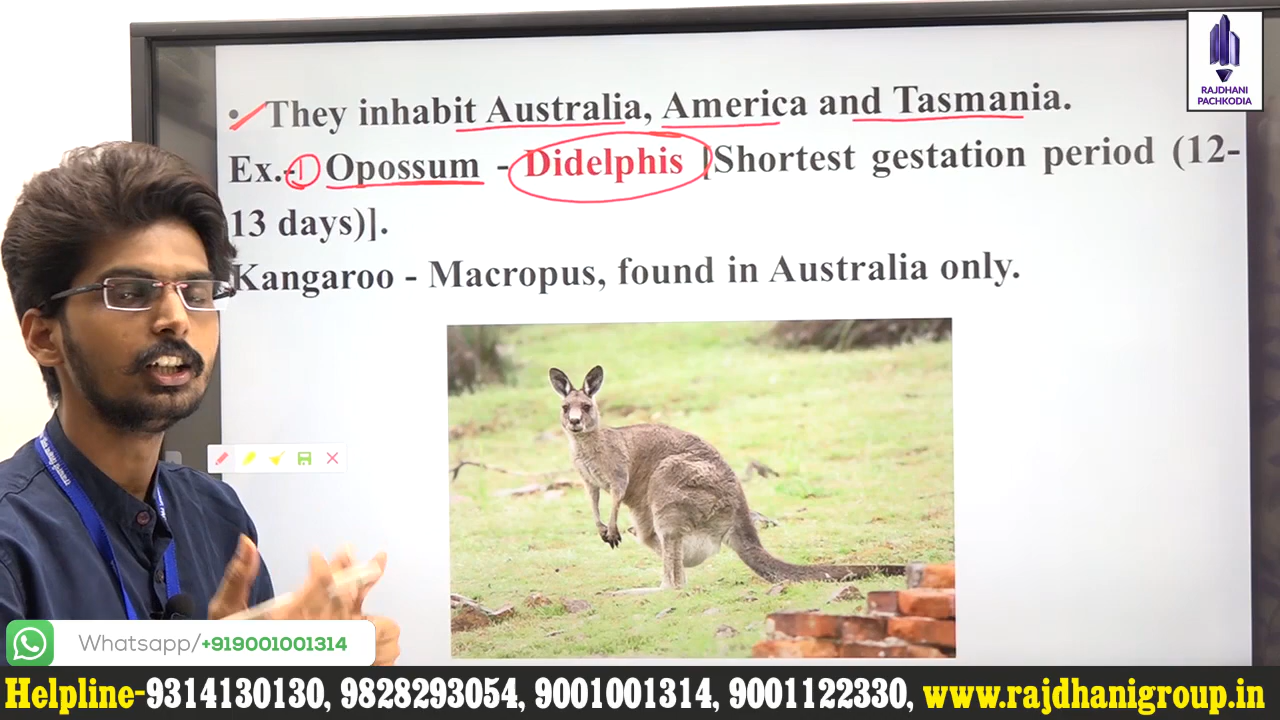 RAJDHANI
PACHKODIA
• They inhabit Australia, America and Tasmania.
Ex.- 1 Opossum - Didelphis [Shortest gestation period (12-
13 days)].
Kangaroo - Macropus, found in Australia only.
Whatsapp/+919001001314
Helpline-9314130130, 9828293054, 9001001314, 9001122330, www.rajdhanigroup.in